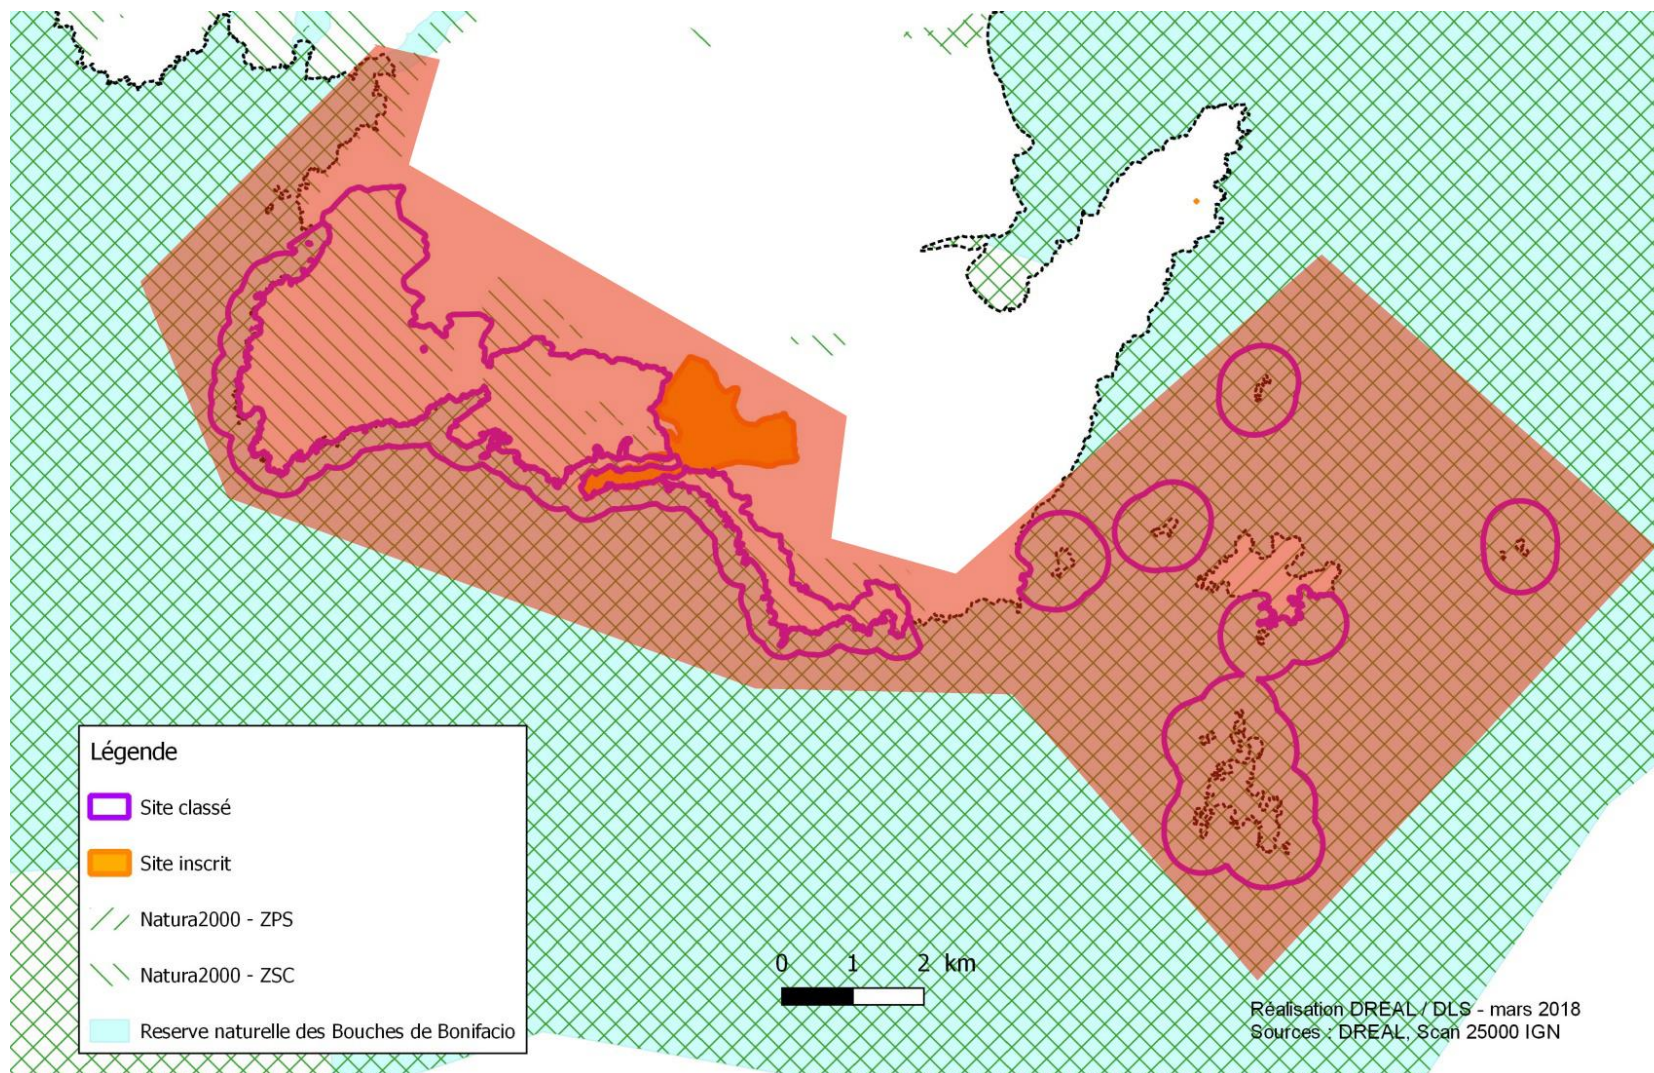 Légende
Site classé
Site inscrit
Natura2000 - ZPS
Natura2000 - ZSC
Reserve naturelle des Bouches de Bonifacio
0 1 2 km
Réalisation DREAL / DLS - mars 2018
Sources : DREAL, Scan 25000 IGN